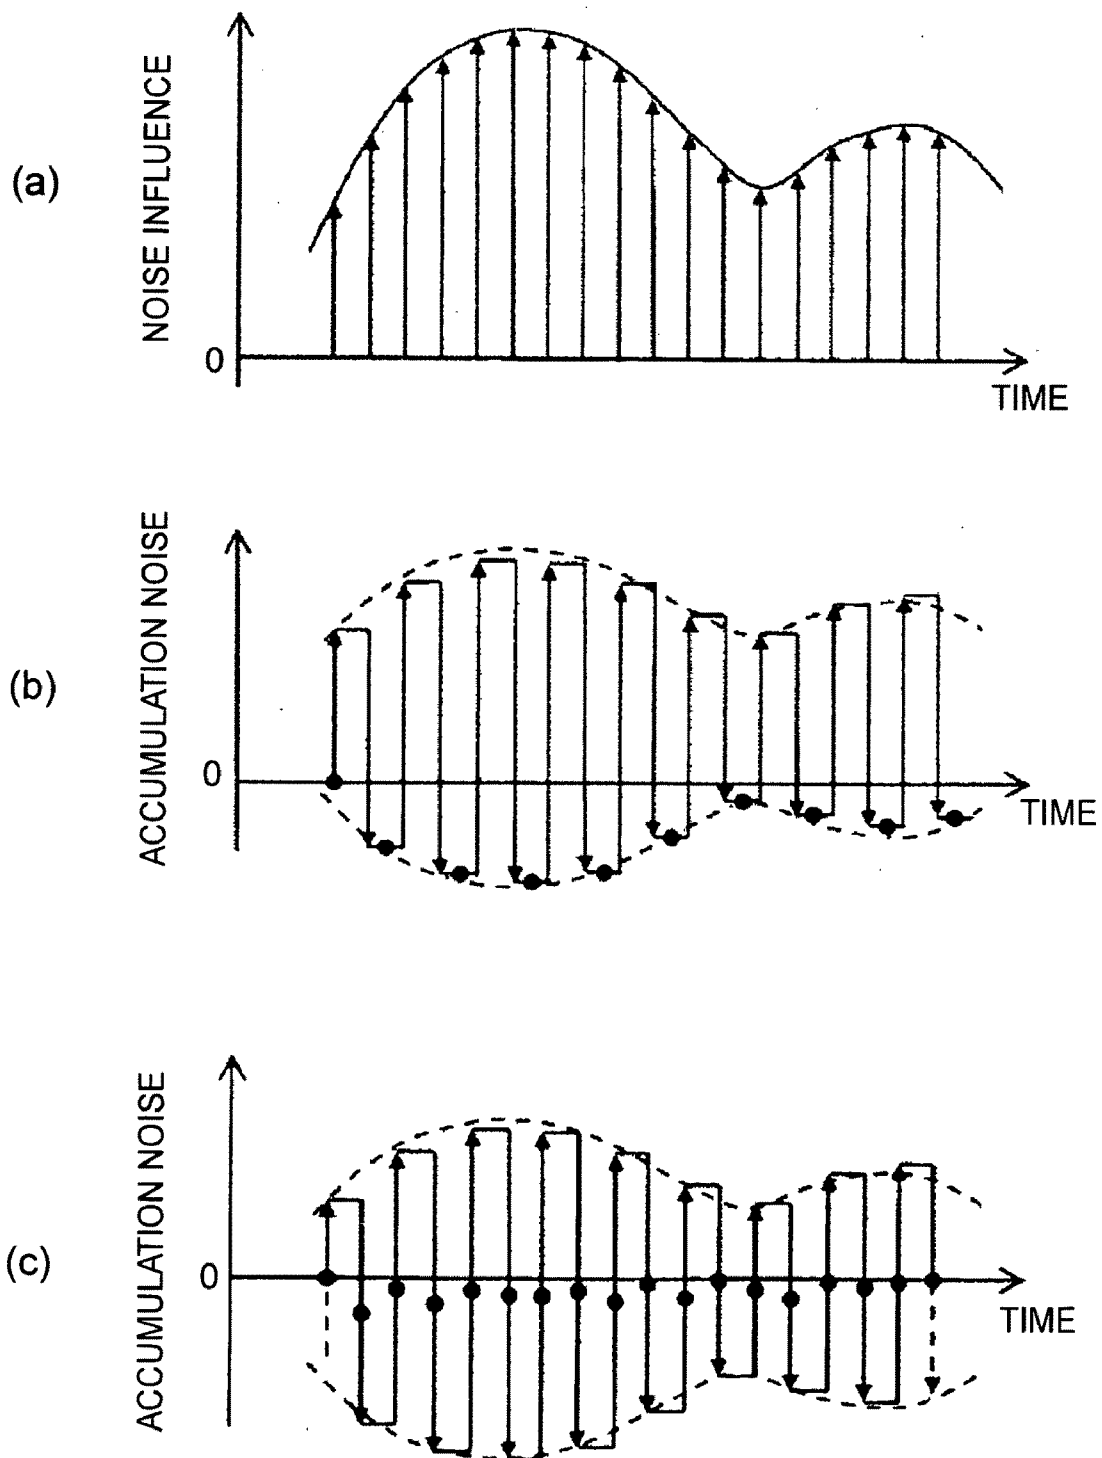 (a)
NOISE INFLUENCE
0
TIME
(b)
ACCUMULATION NOISE
0
TIME
(c)
ACCUMULATION NOISE
0
TIME